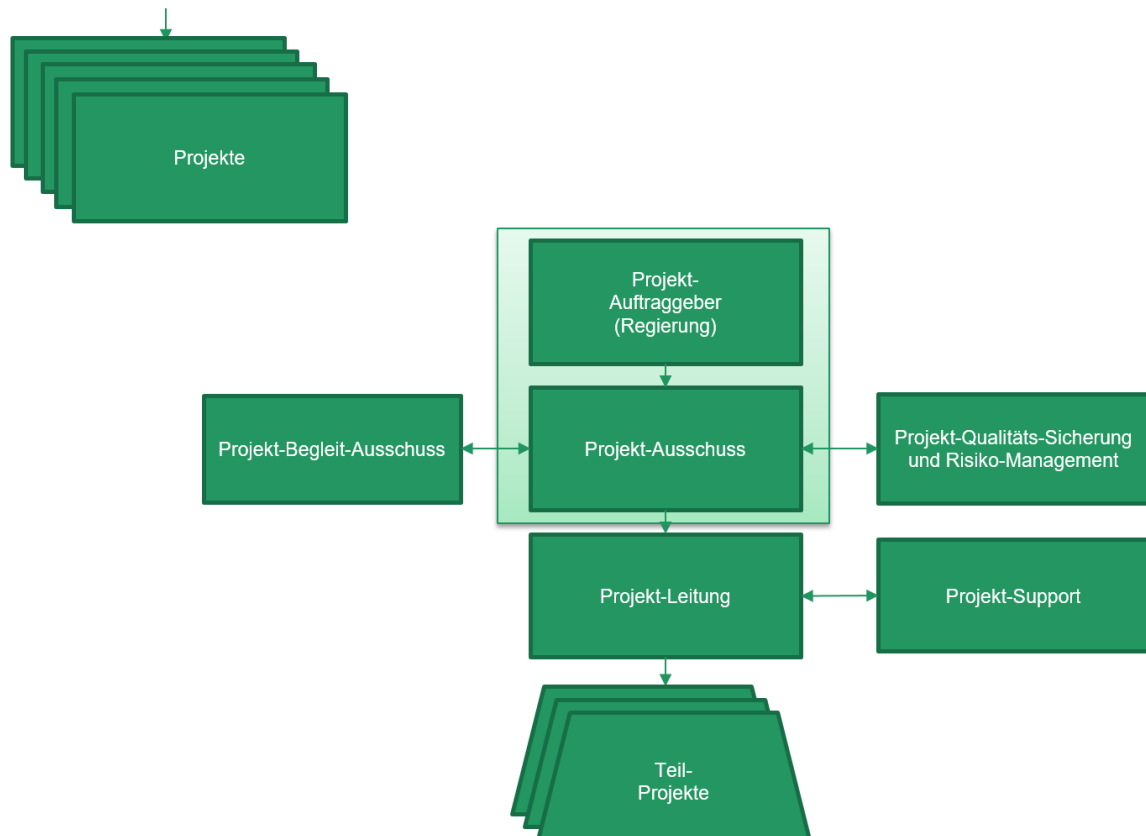 Projekte
Projekt-
Auftraggeber
(Regierung)
Projekt-Begleit-Ausschuss
Projekt-Ausschuss
Projekt-Qualitäts-Sicherung
und Risiko-Management
Projekt-Leitung
Projekt-Support
Teil-
Projekte